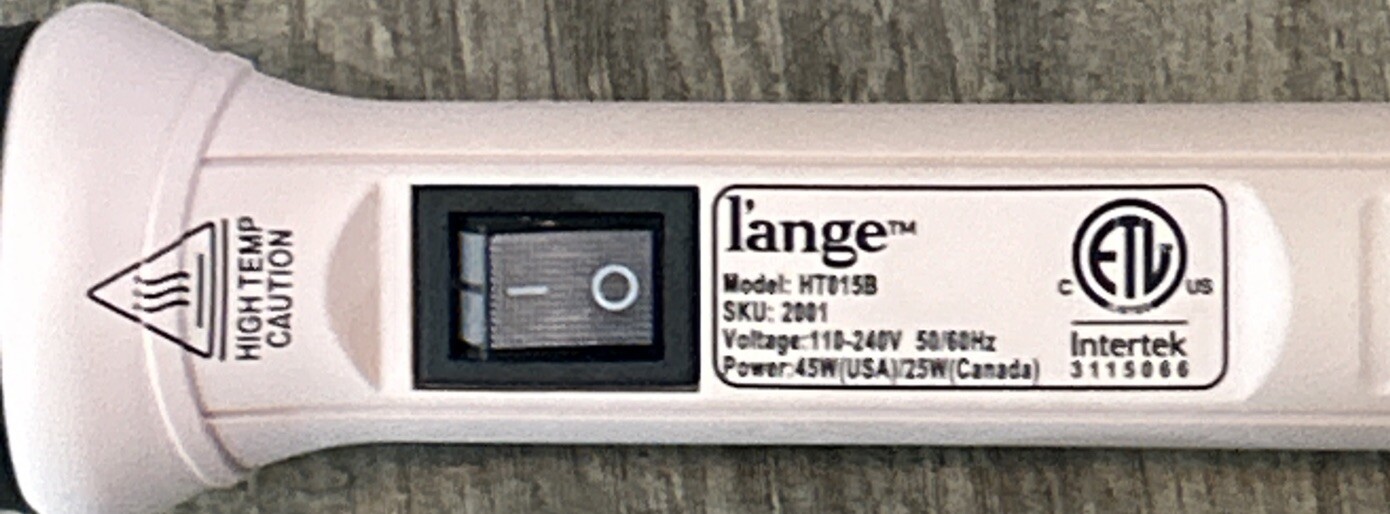 HIGH TEMP
CAUTION
l'ange™
Model: HT015B
SKU: 2001
Voltage:110-240V 50/60Hz
Power:45W(USA)/25W(Canada)
ETL
C US
Intertek
3115066